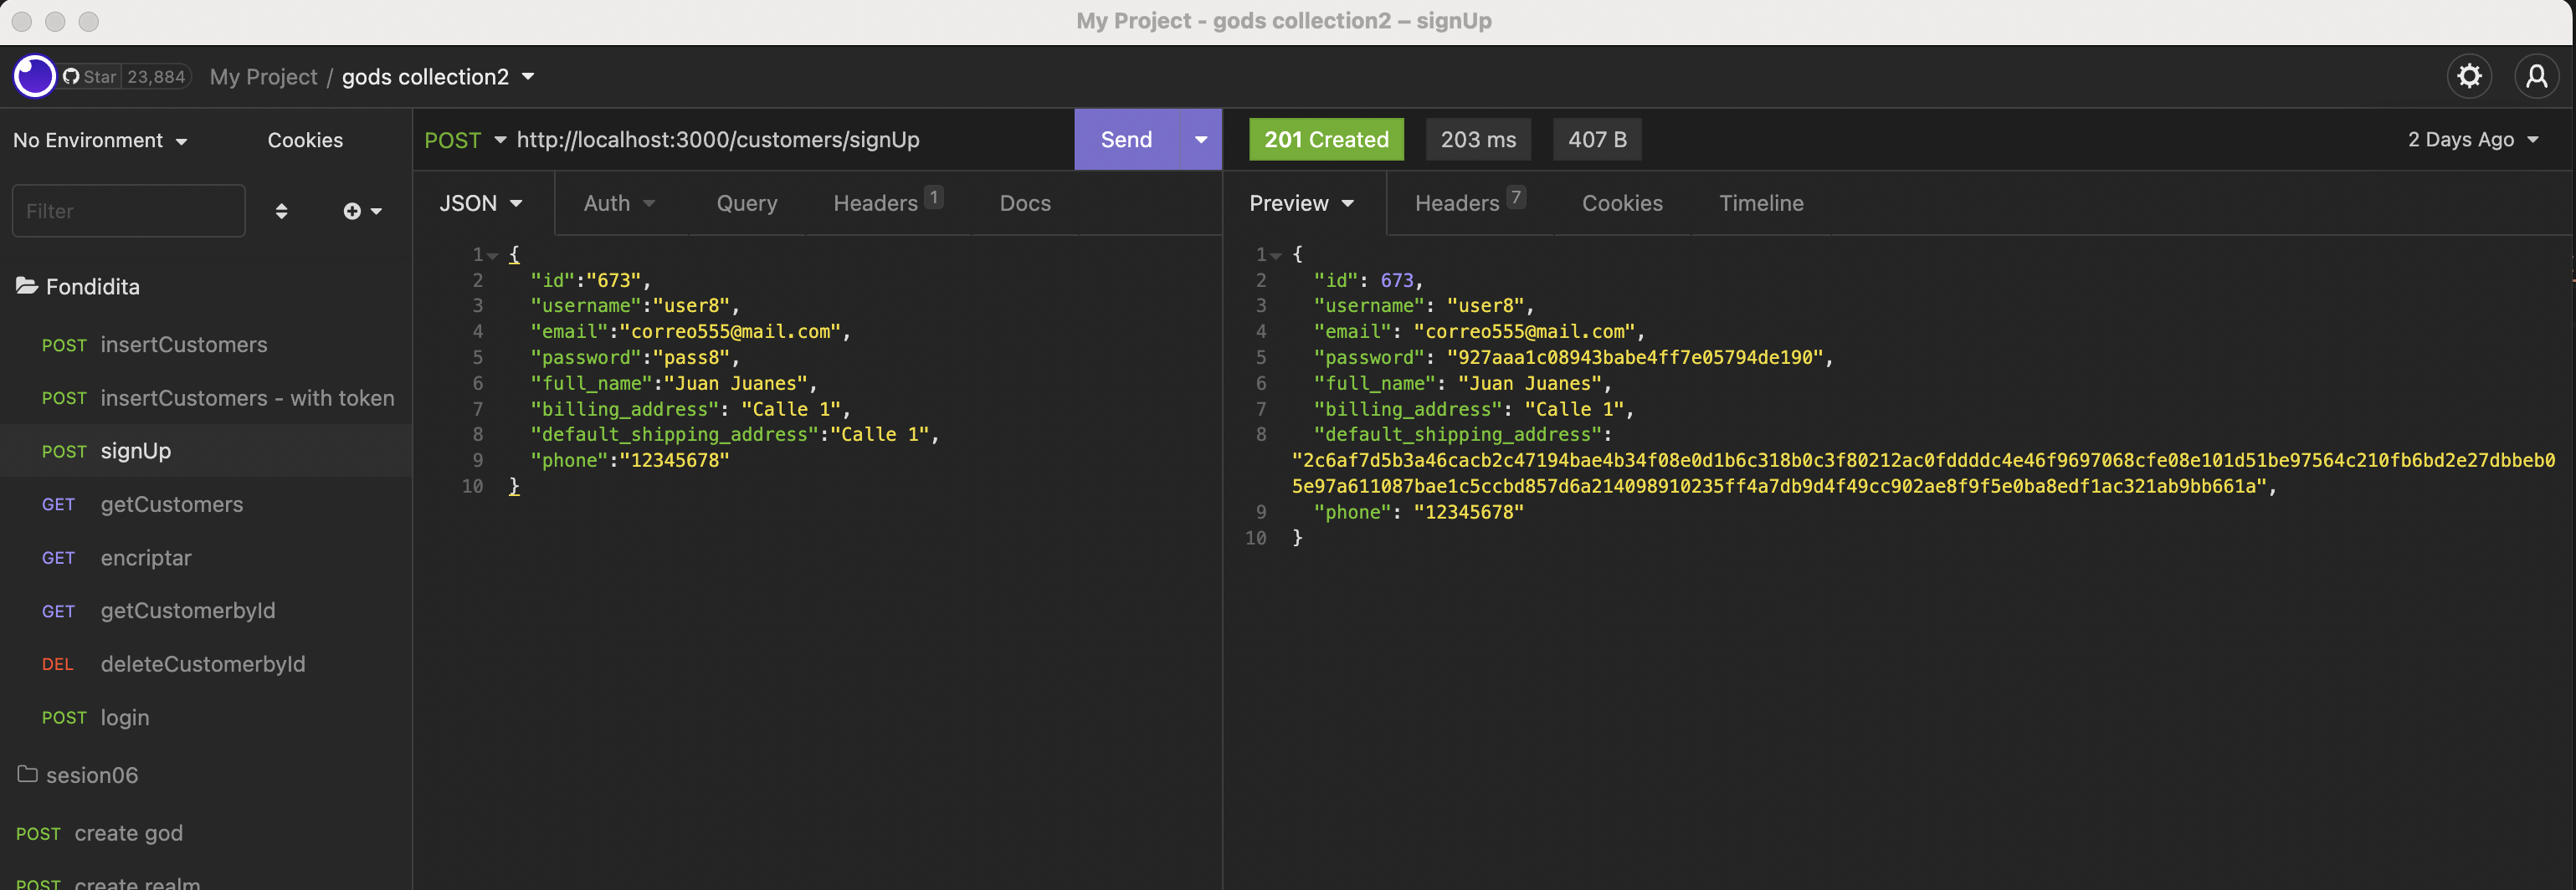 My Project - gods collection2 – signUp
Star 23,884 My Project / gods collection2
No Environment Cookies
Filter
Fondidita
POST insertCustomers
POST insertCustomers - with token
POST signUp
GET getCustomers
GET encriptar
GET getCustomerbyId
DEL deleteCustomerbyId
POST login
sesion06
POST create god
POST create realm
POST http://localhost:3000/customers/signUp Send
JSON Auth Query Headers 1 Docs
1 {
2 "id":"673",
3 "username":"user8",
4 "email":"correo555@mail.com",
5 "password":"pass8",
6 "full_name":"Juan Juanes",
7 "billing_address": "Calle 1",
8 "default_shipping_address":"Calle 1",
9 "phone":"12345678"
10 }
201 Created 203 ms 407 B 2 Days Ago
Preview Headers 7 Cookies Timeline
1 {
2 "id": 673,
3 "username": "user8",
4 "email": "correo555@mail.com",
5 "password": "927aaa1c08943babe4ff7e05794de190",
6 "full_name": "Juan Juanes",
7 "billing_address": "Calle 1",
8 "default_shipping_address":
"2c6af7d5b3a46cacb2c47194bae4b34f08e0d1b6c318b0c3f80212ac0fddddc4e46f9697068cfe08e101d51be97564c210fb6bd2e27dbbeb0
5e97a611087bae1c5ccbd857d6a214098910235ff4a7db9d4f49cc902ae8f9f5e0ba8edf1ac321ab9bb661a",
9 "phone": "12345678"
10 }